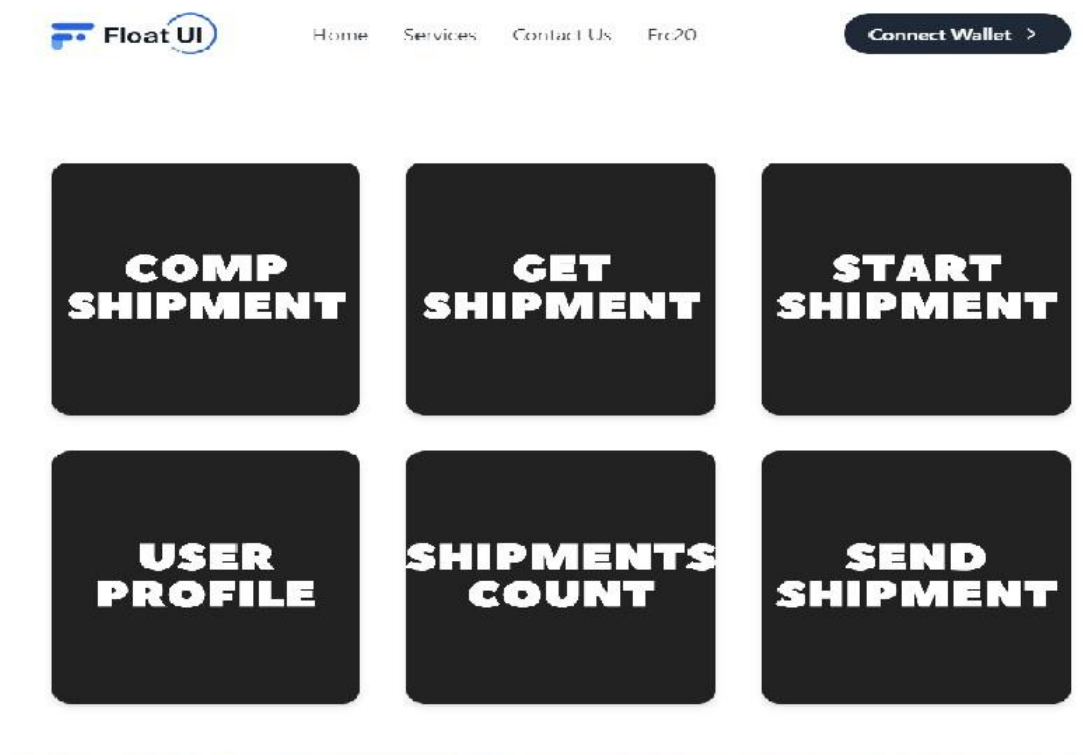 Float UI
Home Services Contact Us Erc20
Connect Wallet >
COMP
SHIPMENT
GET
SHIPMENT
START
SHIPMENT
USER
PROFILE
SHIPMENTS
COUNT
SEND
SHIPMENT